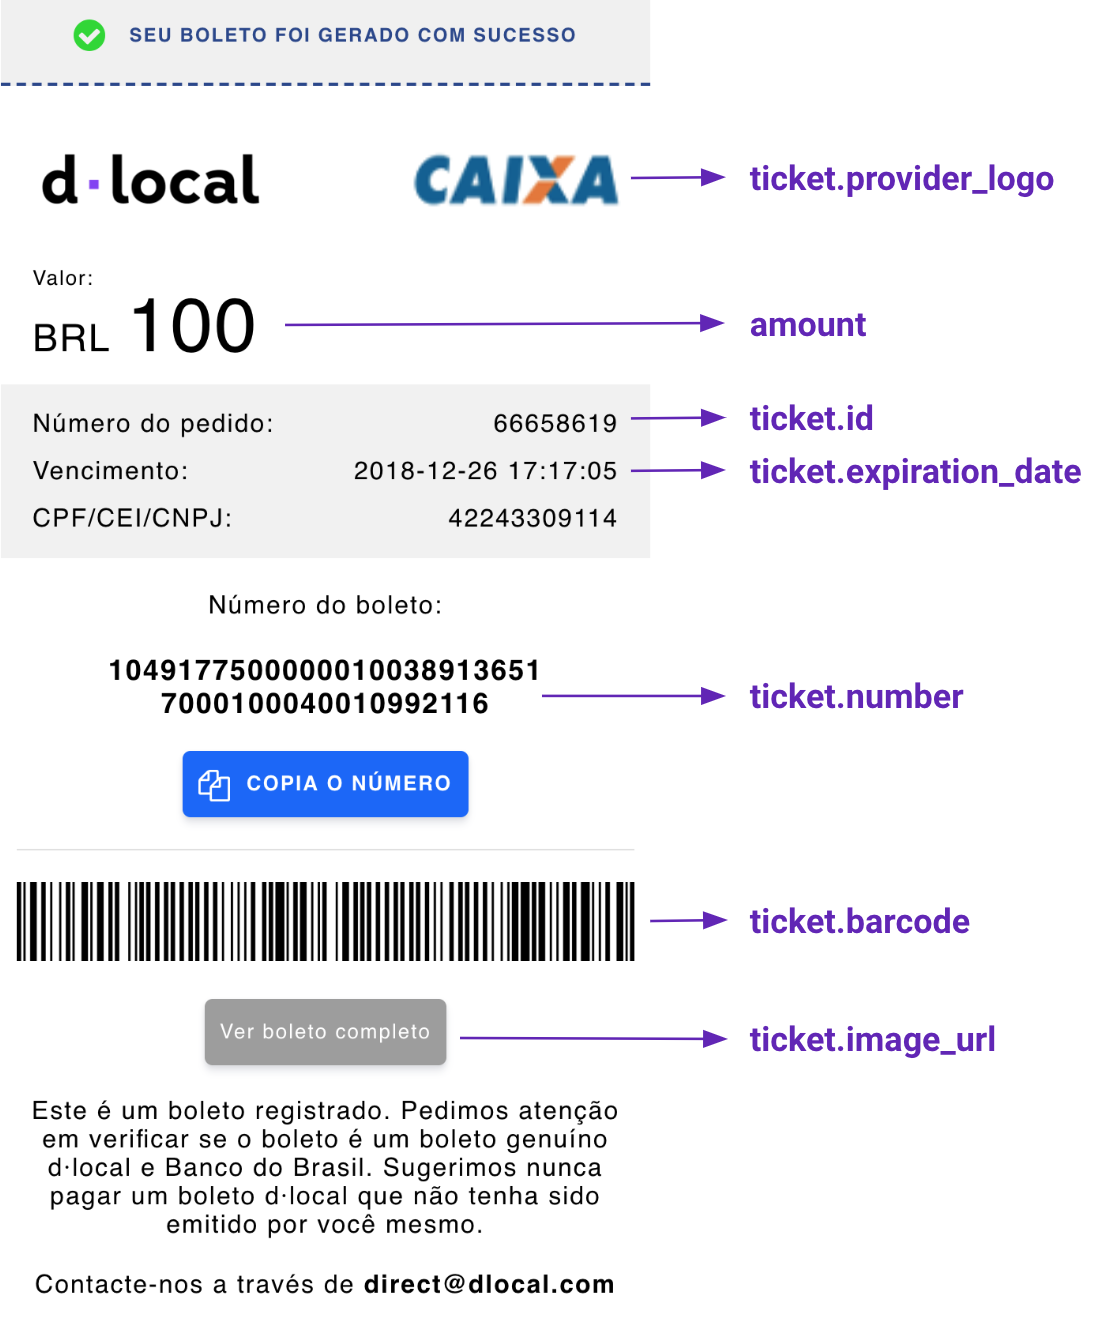 SEU BOLETO FOI GERADO COM SUCESSO
d·local
CAIXA
ticket.provider_logo
Valor:
BRL 100
amount
Número do pedido: 66658619
ticket.id
Vencimento: 2018-12-26 17:17:05
ticket.expiration_date
CPF/CEI/CNPJ: 42243309114
Número do boleto:
10491775000000010038913651
7000100040010992116
ticket.number
COPIA O NÚMERO
ticket.barcode
Ver boleto completo
ticket.image_url
Este é um boleto registrado. Pedimos atenção
em verificar se o boleto é um boleto genuíno
d·local e Banco do Brasil. Sugerimos nunca
pagar um boleto d·local que não tenha sido
emitido por você mesmo.
Contacte-nos a través de direct@dlocal.com